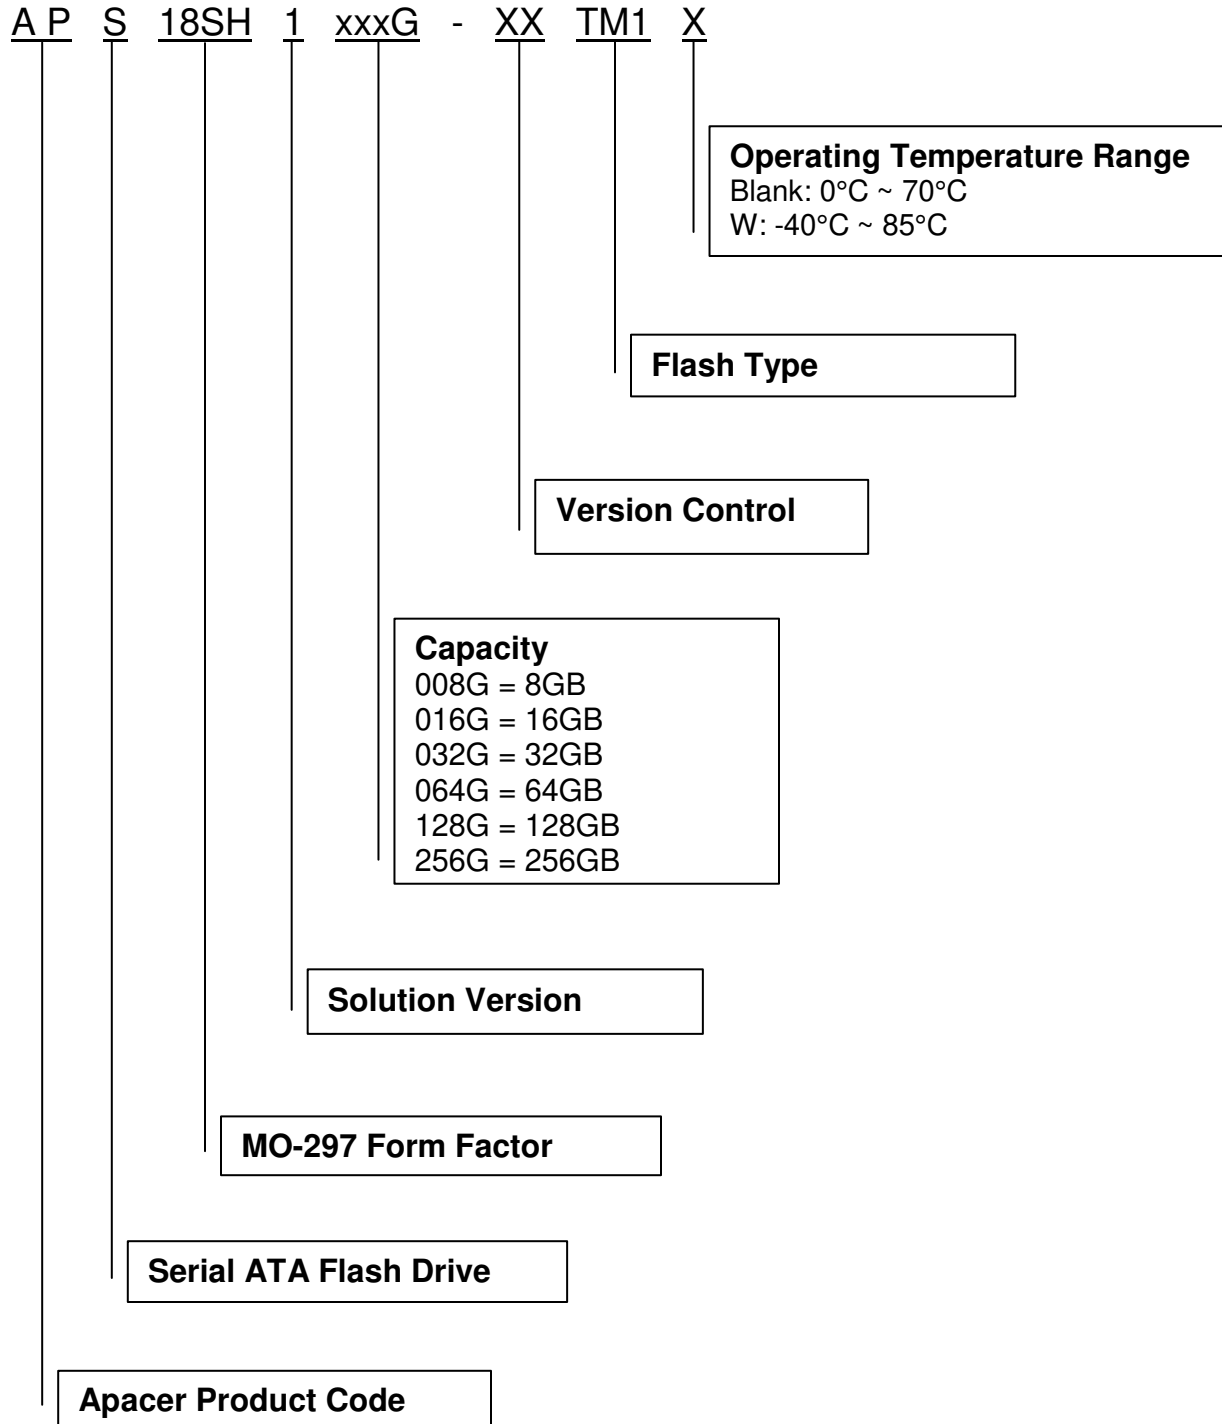 A P S 18SH 1 xxxG - XX TM1 X
Operating Temperature Range
Blank: 0°C ~ 70°C
W: -40°C ~ 85°C
Flash Type
Version Control
Capacity
008G = 8GB
016G = 16GB
032G = 32GB
064G = 64GB
128G = 128GB
256G = 256GB
Solution Version
MO-297 Form Factor
Serial ATA Flash Drive
Apacer Product Code